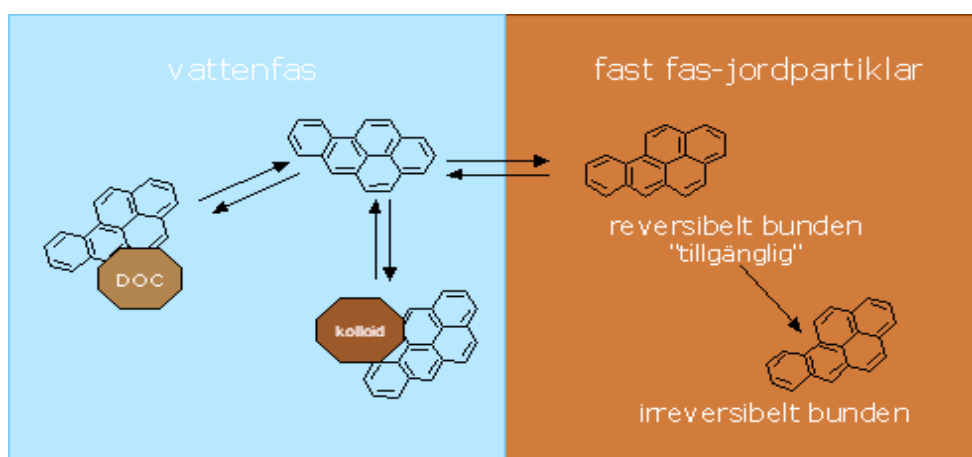 vattenfas
fast fas-jordpartiklar
DOC
kolloid
reversibelt bunden
"tillgänglig"
irreversibelt bunden